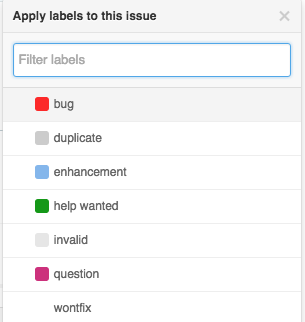 Apply labels to this issue
Filter labels
bug
duplicate
enhancement
help wanted
invalid
question
wontfix